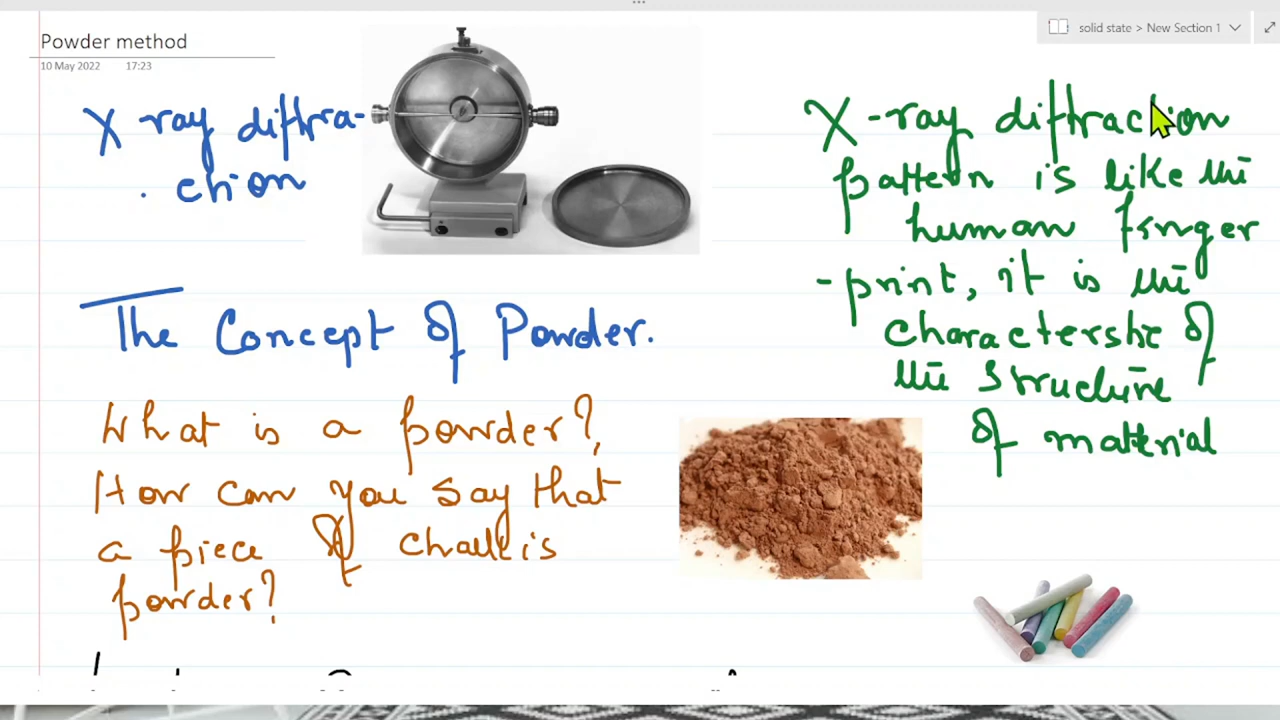 solid state > New Section 1
Powder method
10 May 2022 17:23
X ray diffra-
ction
X-ray diffraction
pattern is like the
human finger
-print, it is the
characterstic of
the structure
of material
The Concept of Powder.
What is a powder?
How can you say that
a piece of chalk is
powder?